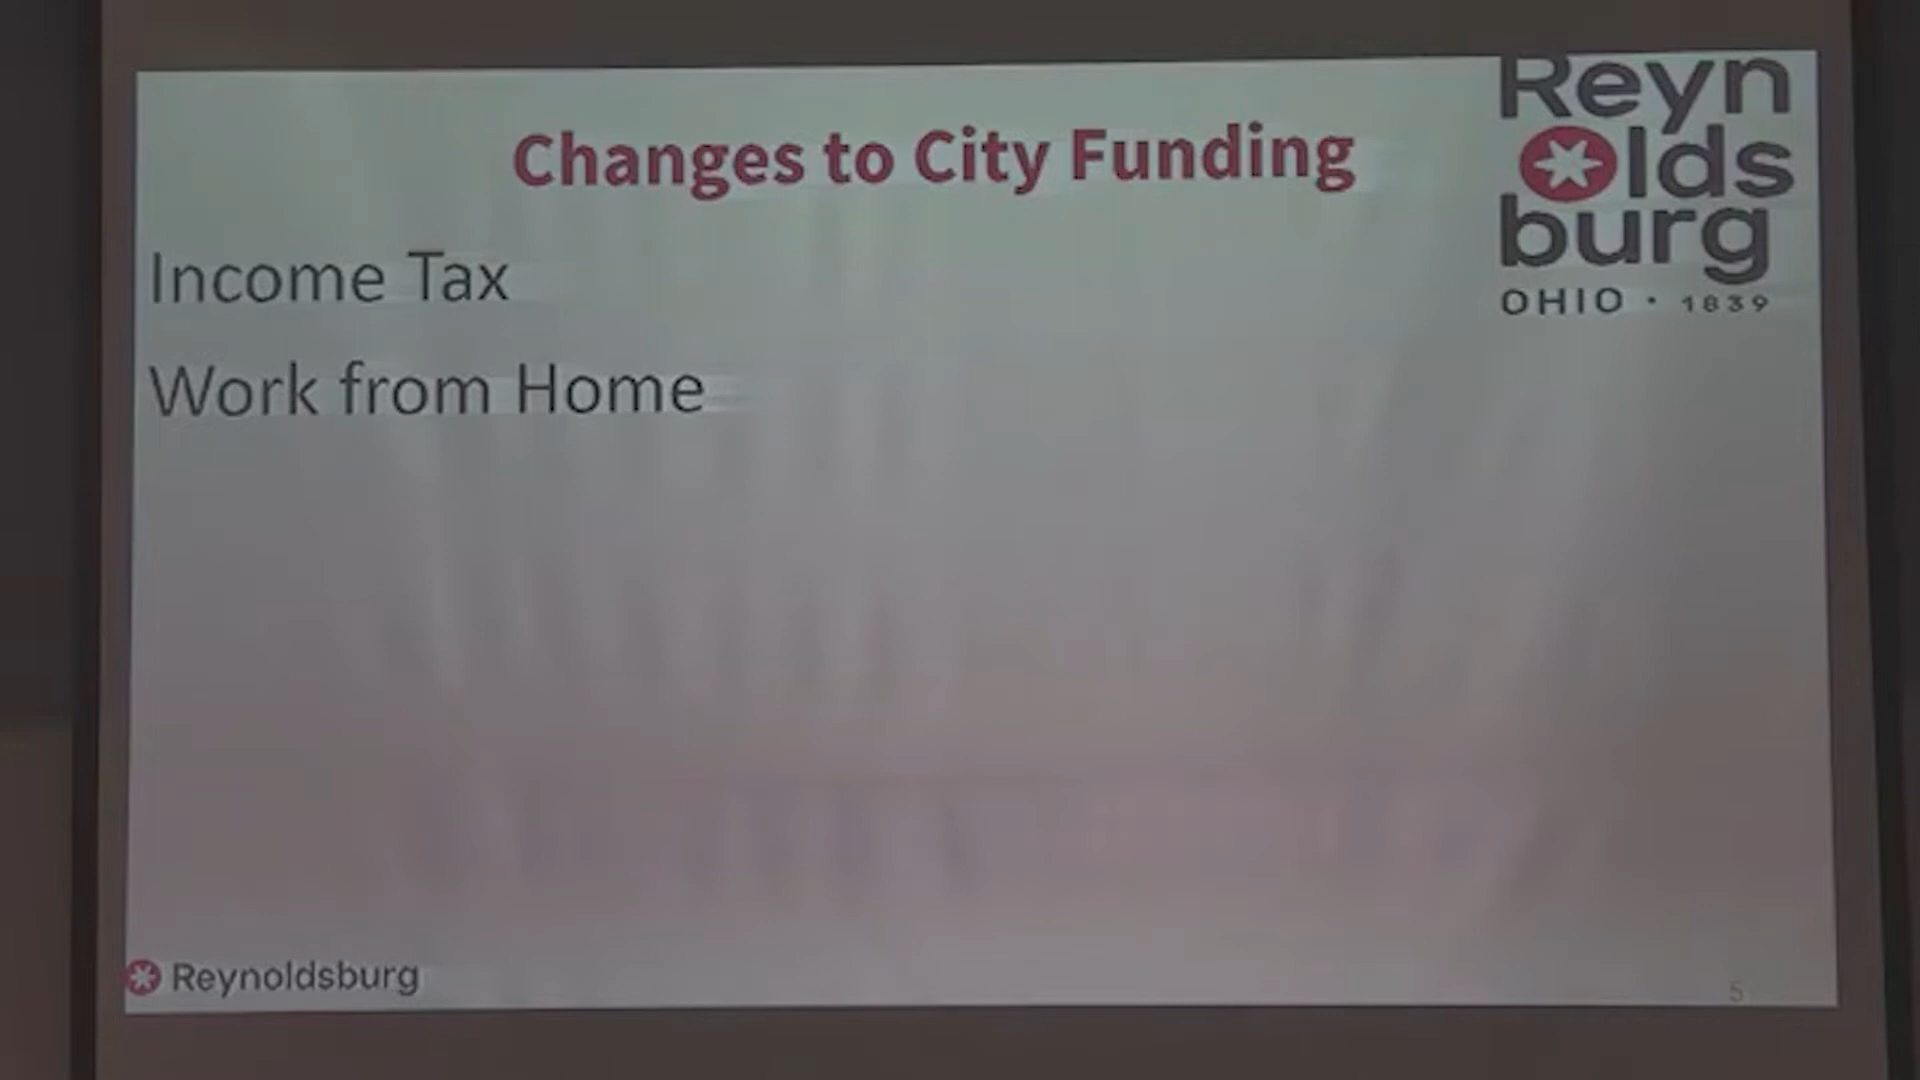 Changes to City Funding
Reyn
olds
burg
OHIO · 1839
Income Tax
Work from Home
Reynoldsburg
5